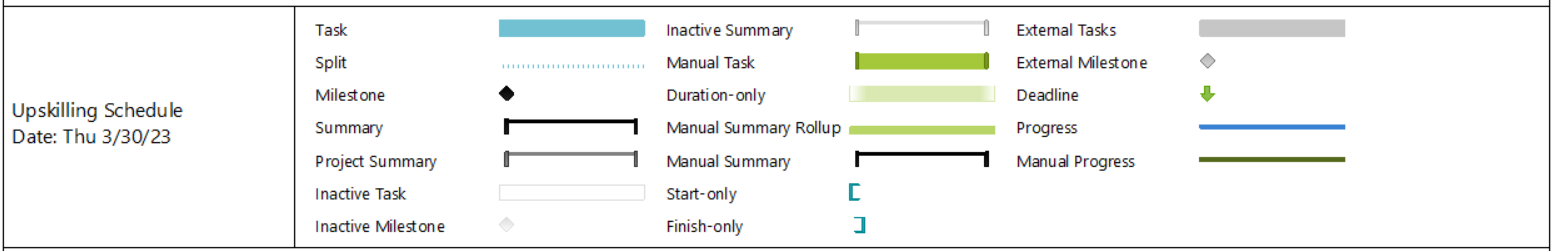 Upskilling Schedule
Date: Thu 3/30/23
Task
Split
Milestone
Summary
Project Summary
Inactive Task
Inactive Milestone
Inactive Summary
Manual Task
Duration-only
Manual Summary Rollup
Manual Summary
Start-only
Finish-only
External Tasks
External Milestone
Deadline
Progress
Manual Progress